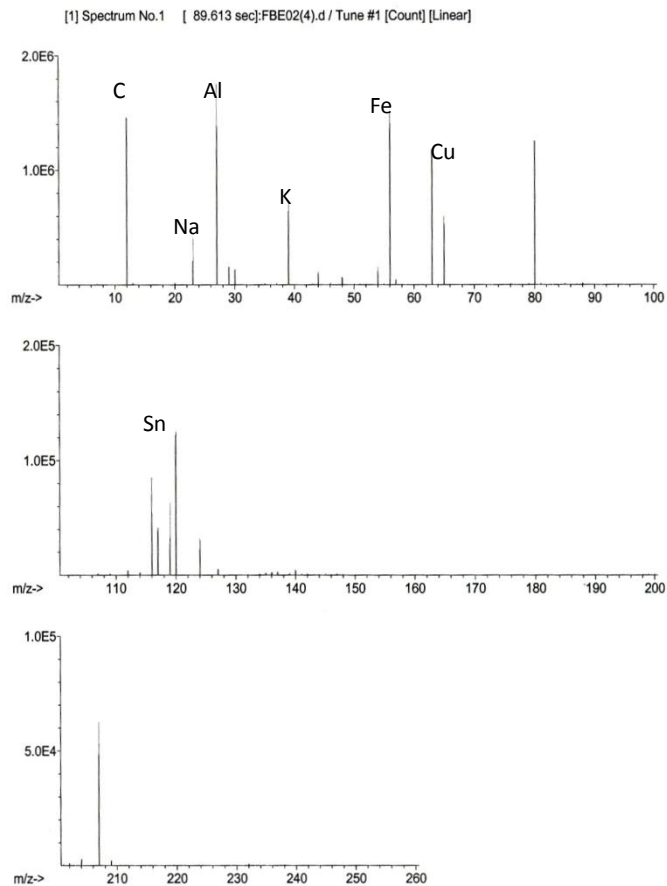 [1] Spectrum No.1 [ 89.613 sec]:FBE02(4).d / Tune #1 [Count] [Linear]
2.0E6
C
Al
Fe
Cu
1.0E6
K
Na
m/z->
10 20 30 40 50 60 70 80 90 100
2.0E5
Sn
1.0E5
m/z->
110 120 130 140 150 160 170 180 190 200
1.0E5
5.0E4
m/z->
210 220 230 240 250 260